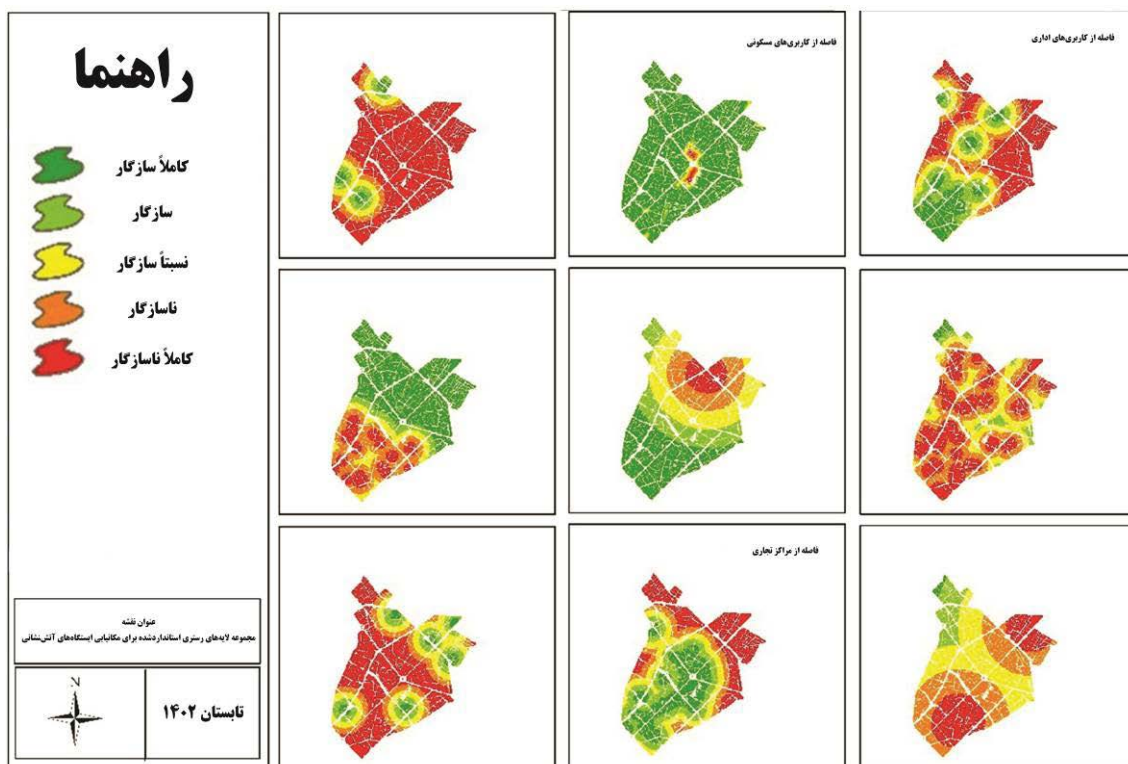 راهنما
کاملاً سازگار
سازگار
نسبتاً سازگار
ناسازگار
کاملاً ناسازگار
فاصله از کاربری‌های مسکونی
فاصله از کاربری‌های اداری
فاصله از مراکز تجاری
عنوان نقشه
مجموعه لایه‌های رستری استانداردشده برای مکانیابی ایستگاه‌های آتش‌نشانی
N
تابستان ۱۴۰۲